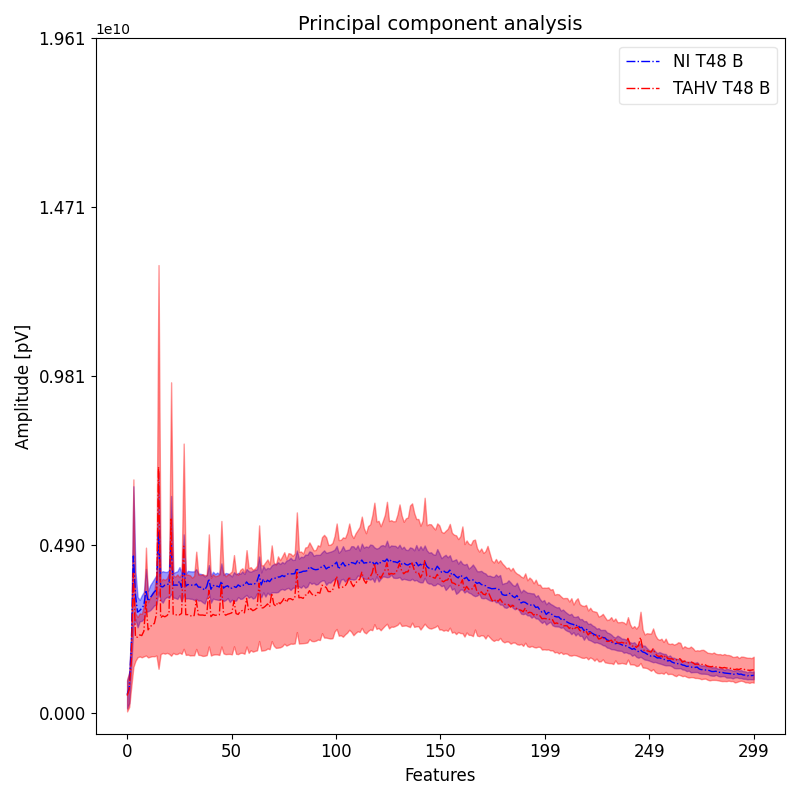 Principal component analysis
1e10
1.961
1.471
0.981
0.490
0.000
Amplitude [pV]
NI T48 B
TAHV T48 B
0 50 100 150 199 249 299
Features